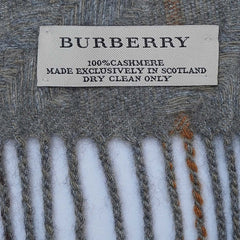 BURBERRY
100%CASHMERE
MADE EXCLUSIVELY IN SCOTLAND
DRY CLEAN ONLY